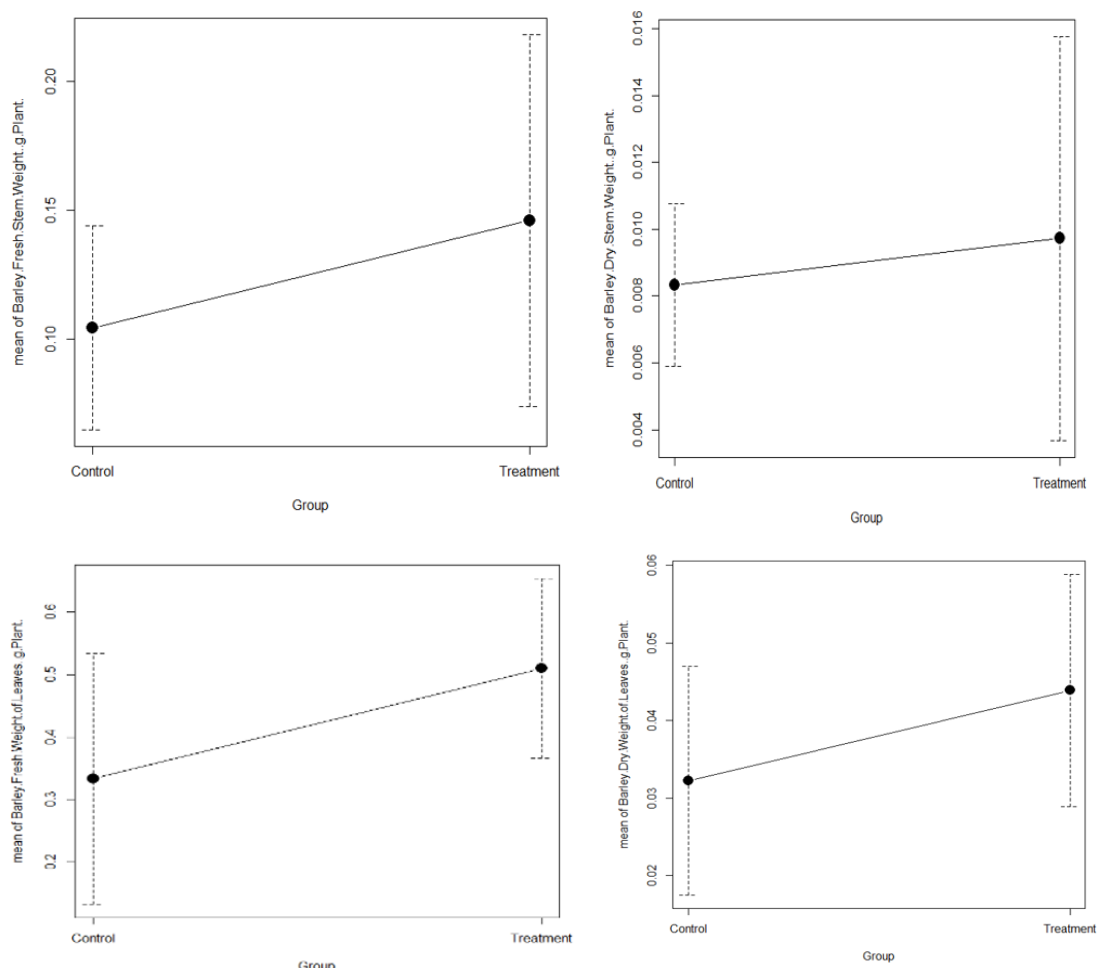 mean of Barley.Fresh.Stem.Weight..g.Plant.
0.20
0.15
0.10
Control
Treatment
Group
mean of Barley.Dry.Stem.Weight..g.Plant.
0.016
0.014
0.012
0.010
0.008
0.006
0.004
Control
Treatment
Group
mean of Barley.Fresh.Weight.of.Leaves..g.Plant.
0.6
0.5
0.4
0.3
0.2
Control
Treatment
Group
mean of Barley.Dry.Weight.of.Leaves..g.Plant.
0.06
0.05
0.04
0.03
0.02
Control
Treatment
Group